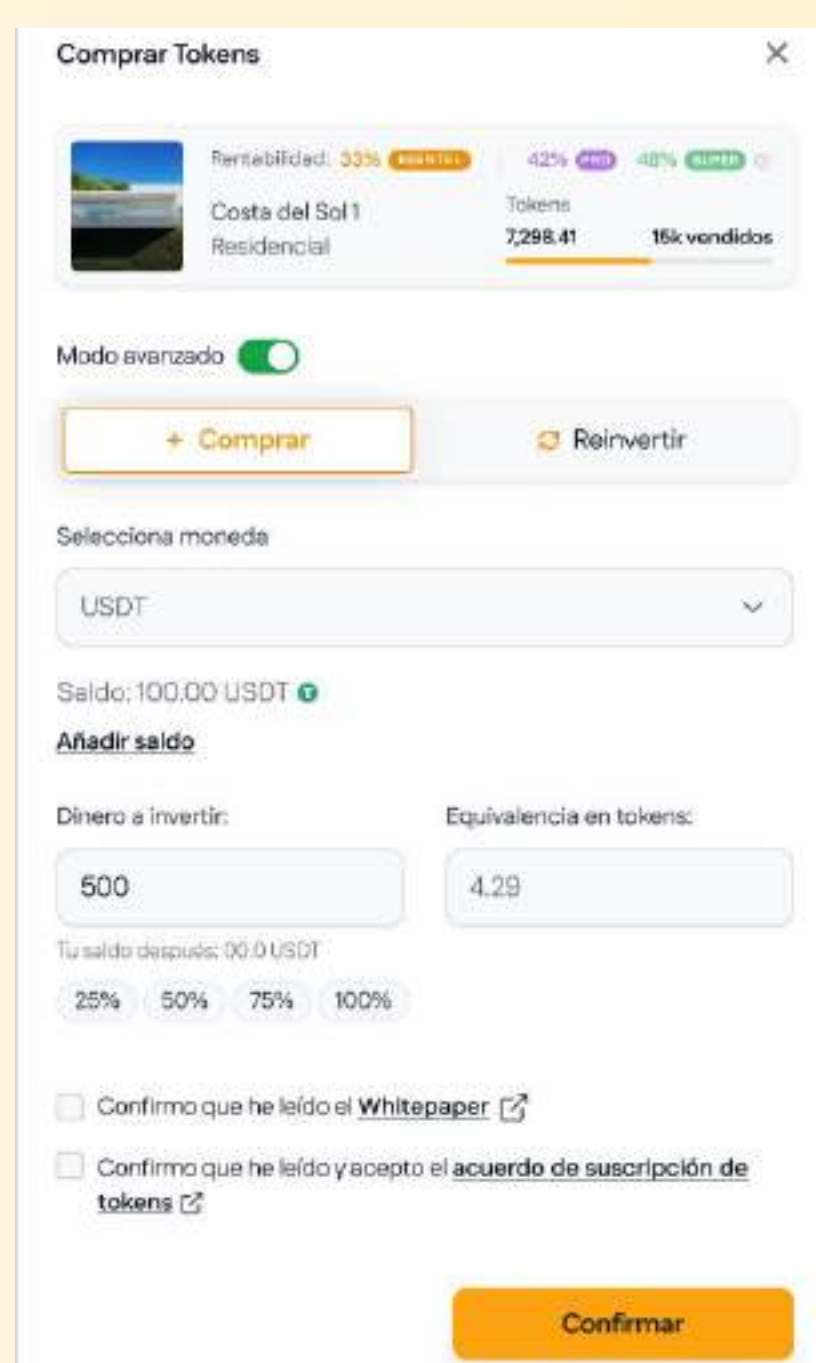 Comprar Tokens
Rentabilidad: 33% 42% PRO 48% SUPER
Costa del Sol 1
Residencial
Tokens
7,298.41 15k vendidos
Modo avanzado
+ Comprar
Reinvertir
Selecciona moneda
USDT
Saldo: 100.00 USDT
Añadir saldo
Dinero a invertir: Equivalencia en tokens:
500 4.29
Tu saldo después: 00.0 USDT
25% 50% 75% 100%
Confirmo que he leído el Whitepaper
Confirmo que he leído y acepto el acuerdo de suscripción de
tokens
Confirmar